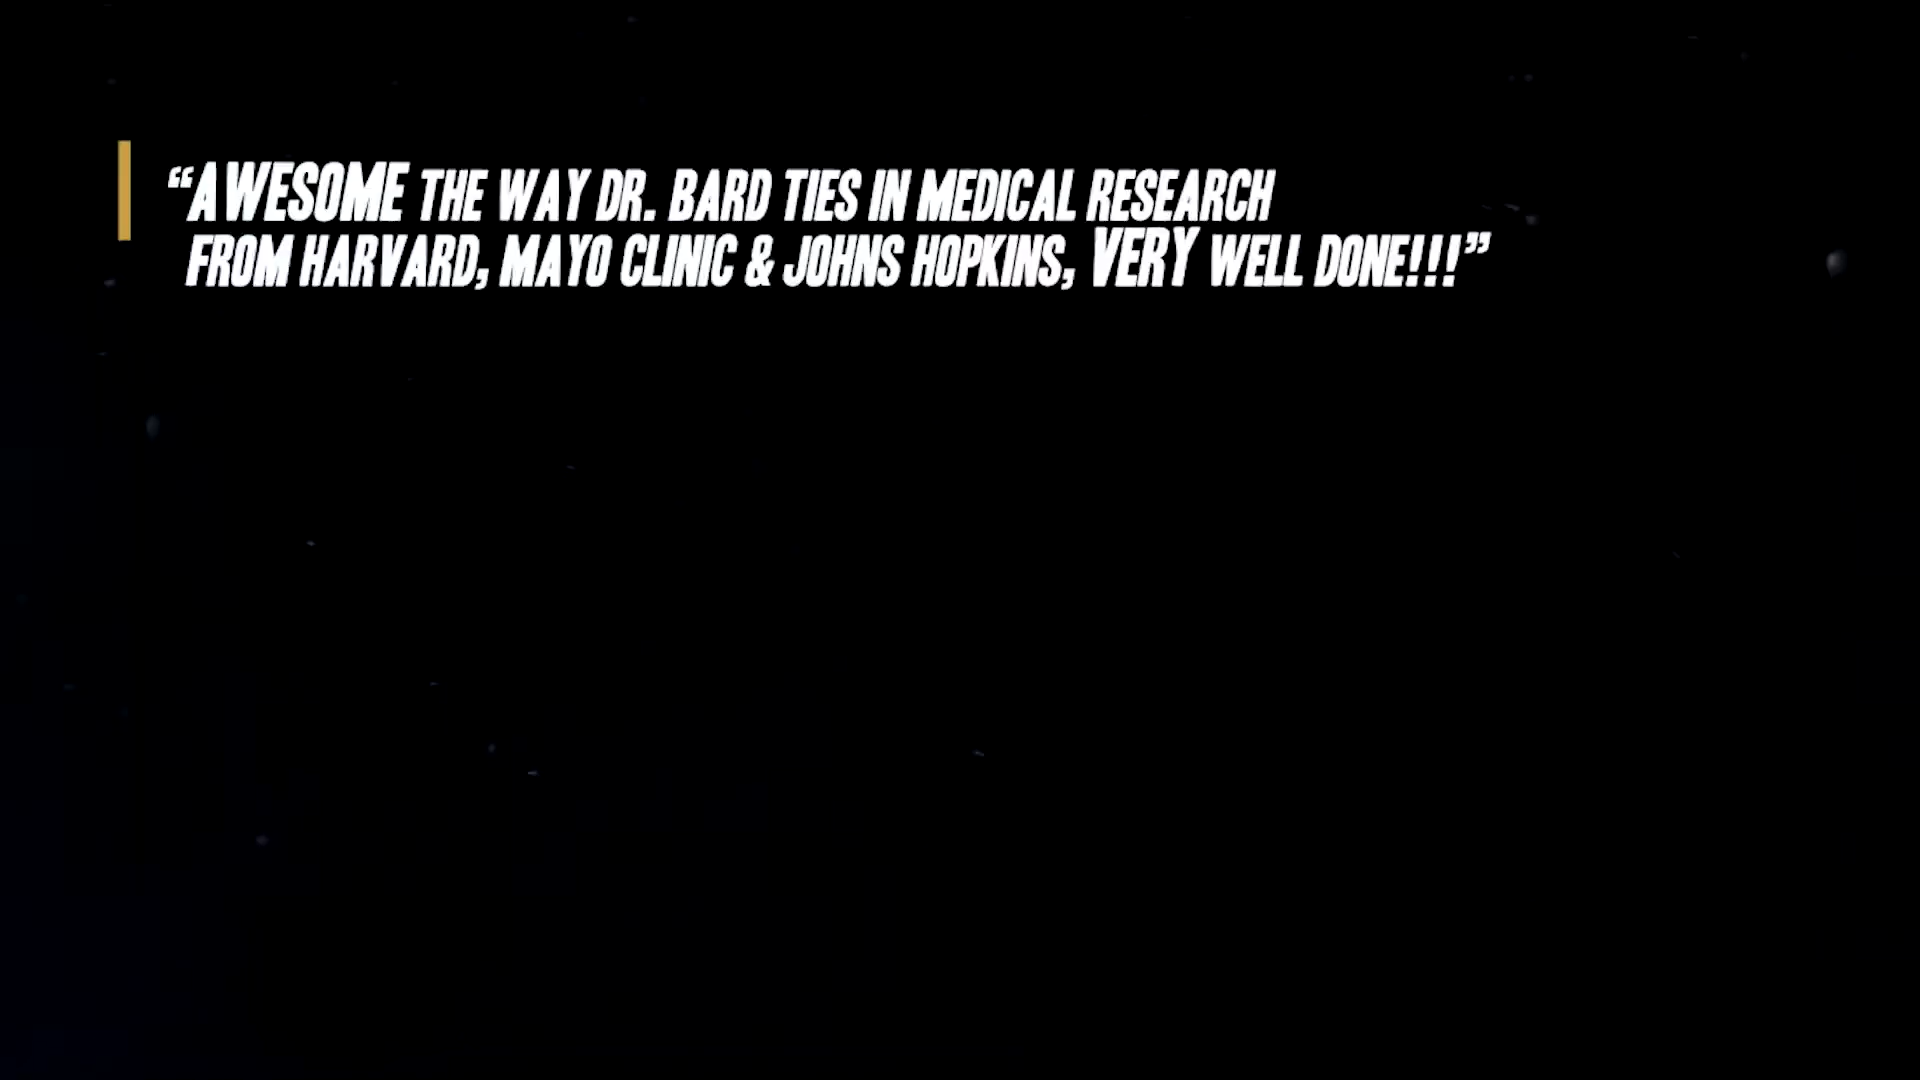 “AWESOME THE WAY DR. BARD TIES IN MEDICAL RESEARCH
FROM HARVARD, MAYO CLINIC & JOHNS HOPKINS, VERY WELL DONE!!!”